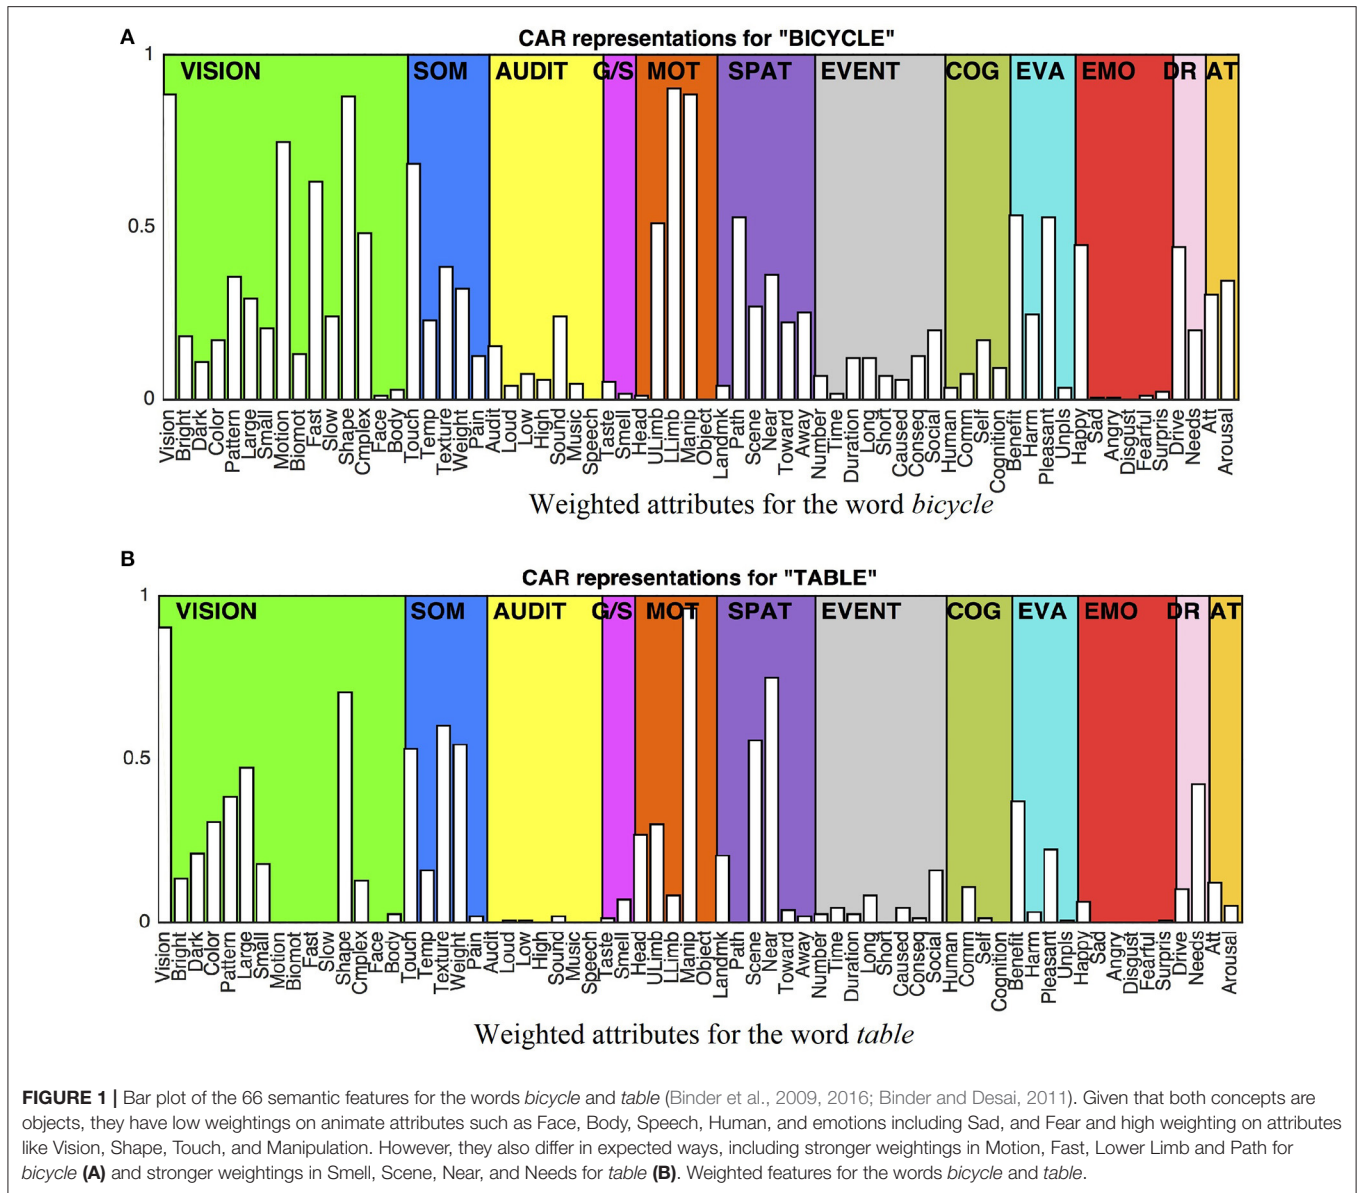 A
CAR representations for "BICYCLE"
1
VISION SOM AUDIT G/S MOT SPAT EVENT COG EVA EMO DR AT
0.5
0
Vision Bright Dark Color Pattern Large Small Motion Biomot Fast Slow Shape Cmplex Face Body Touch Temp Texture Weight Pain Audit Loud Low High Sound Music Speech Taste Smell Head ULimb LLimb Manip Object Landmk Path Scene Near Toward Away Number Time Duration Long Short Caused Conseq Social Human Comm Self Cognition Benefit Harm Pleasant Unpls Happy Sad Angry Disgust Fearful Surpris Drive Needs Att Arousal
Weighted attributes for the word bicycle
B
CAR representations for "TABLE"
1
VISION SOM AUDIT G/S MOT SPAT EVENT COG EVA EMO DR AT
0.5
0
Vision Bright Dark Color Pattern Large Small Motion Biomot Fast Slow Shape Cmplex Face Body Touch Temp Texture Weight Pain Audit Loud Low High Sound Music Speech Taste Smell Head ULimb LLimb Manip Object Landmk Path Scene Near Toward Away Number Time Duration Long Short Caused Conseq Social Human Comm Self Cognition Benefit Harm Pleasant Unpls Happy Sad Angry Disgust Fearful Surpris Drive Needs Att Arousal
Weighted attributes for the word table
FIGURE 1 | Bar plot of the 66 semantic features for the words bicycle and table (Binder et al., 2009, 2016; Binder and Desai, 2011). Given that both concepts are
objects, they have low weightings on animate attributes such as Face, Body, Speech, Human, and emotions including Sad, and Fear and high weighting on attributes
like Vision, Shape, Touch, and Manipulation. However, they also differ in expected ways, including stronger weightings in Motion, Fast, Lower Limb and Path for
bicycle (A) and stronger weightings in Smell, Scene, Near, and Needs for table (B). Weighted features for the words bicycle and table.